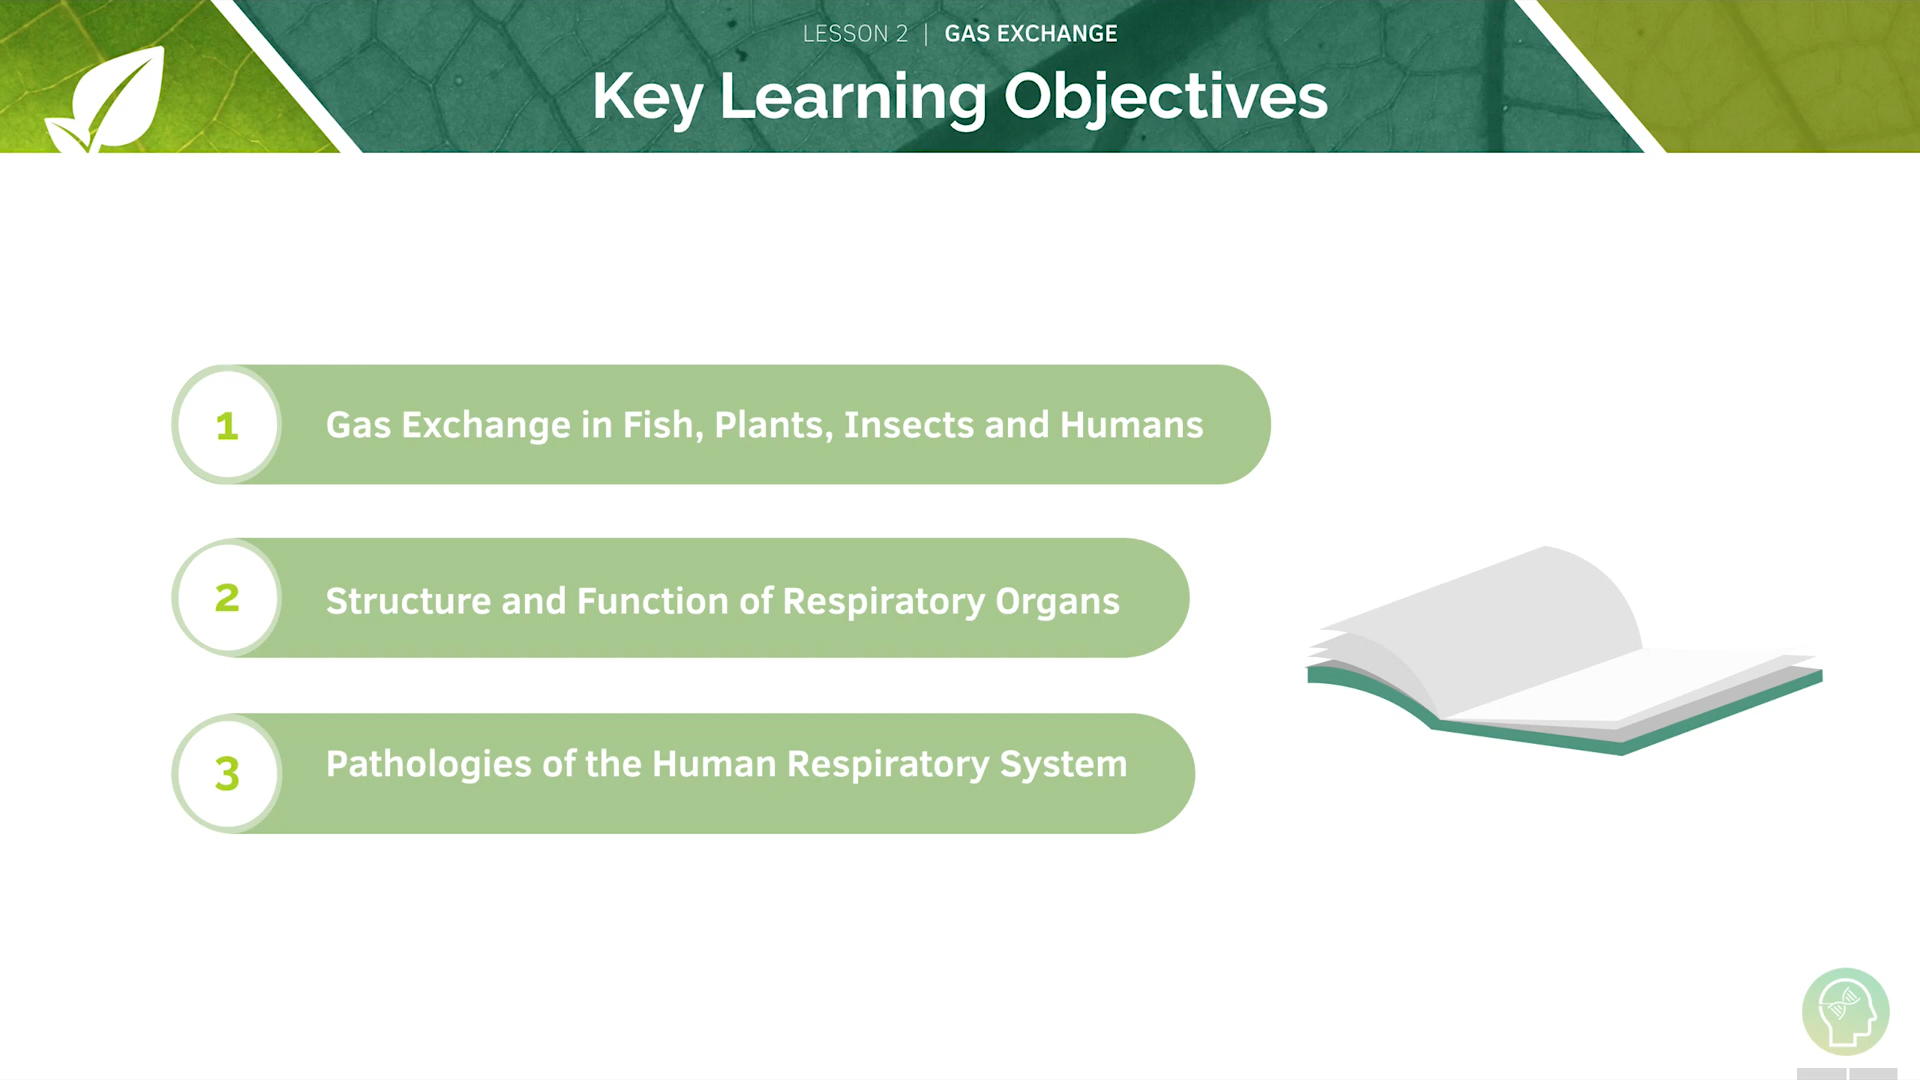 LESSON 2 | GAS EXCHANGE
Key Learning Objectives
1 Gas Exchange in Fish, Plants, Insects and Humans
2 Structure and Function of Respiratory Organs
3 Pathologies of the Human Respiratory System